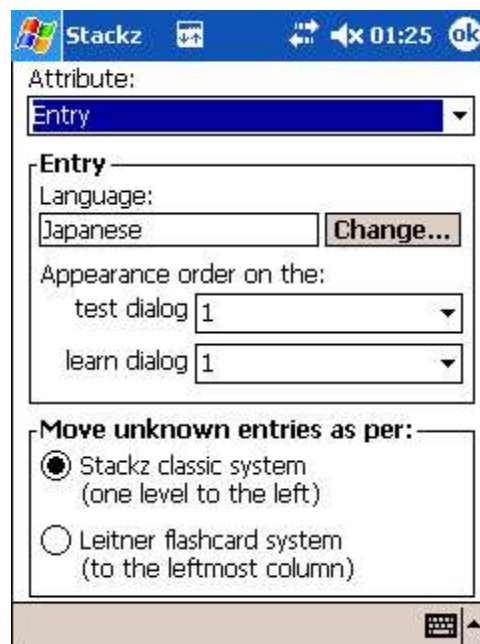 Stackz 01:25 ok
Attribute:
Entry
Entry
Language:
Japanese Change...
Appearance order on the:
test dialog 1
learn dialog 1
Move unknown entries as per:
Stackz classic system
(one level to the left)
Leitner flashcard system
(to the leftmost column)